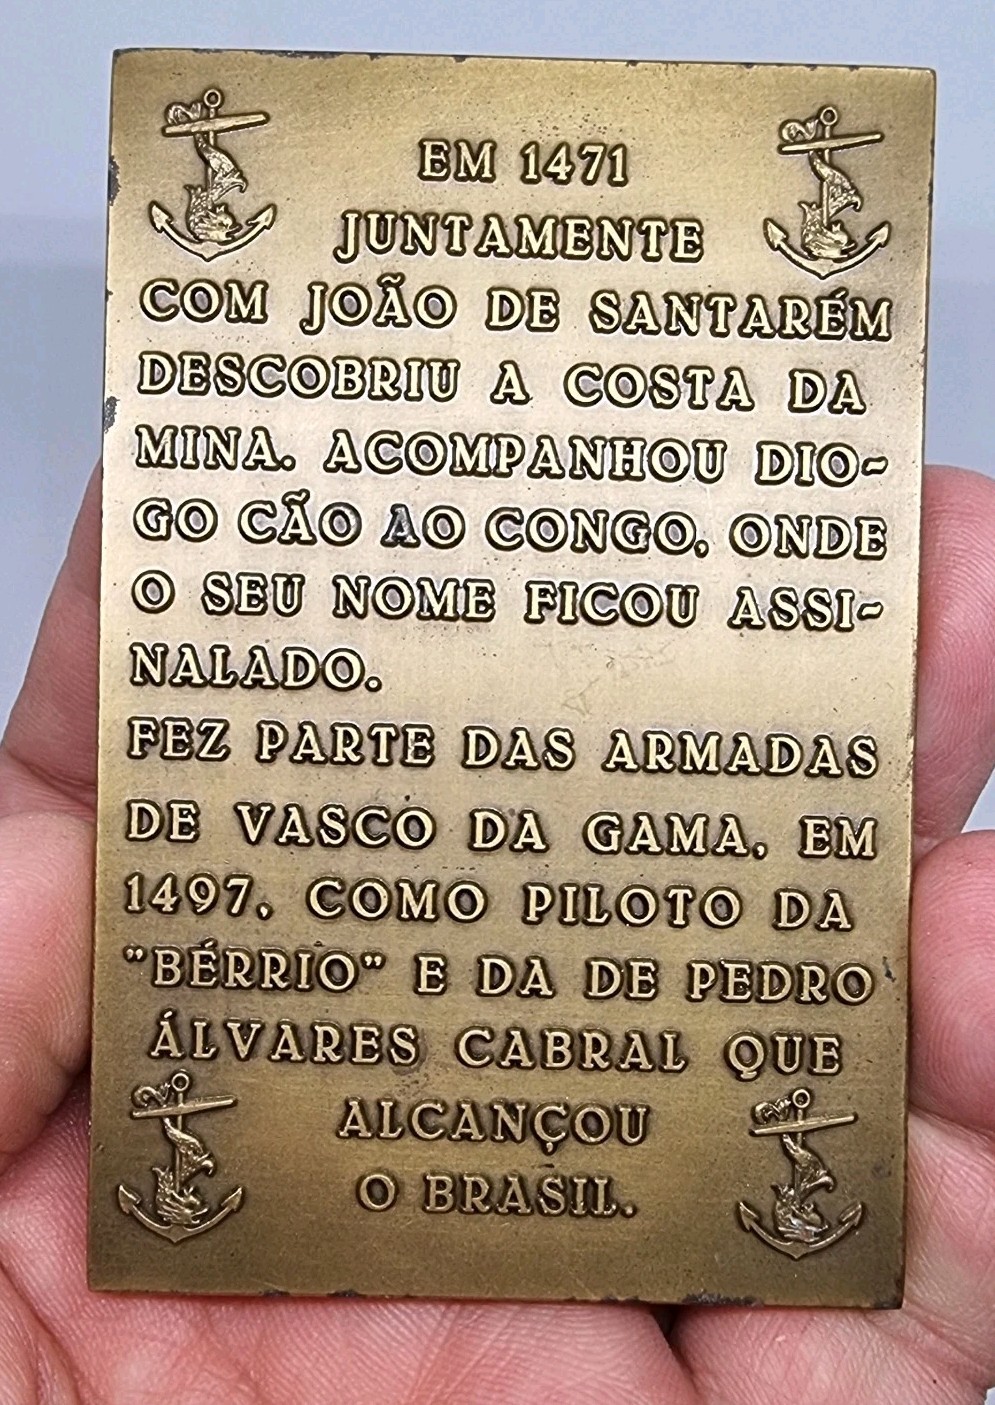 EM 1471
JUNTAMENTE
COM JOÃO DE SANTARÉM
DESCOBRIU A COSTA DA
MINA. ACOMPANHOU DIO-
GO CÃO AO CONGO, ONDE
O SEU NOME FICOU ASSI-
NALADO.
FEZ PARTE DAS ARMADAS
DE VASCO DA GAMA, EM
1497, COMO PILOTO DA
"BÉRRIO" E DA DE PEDRO
ÁLVARES CABRAL QUE
ALCANÇOU
O BRASIL.